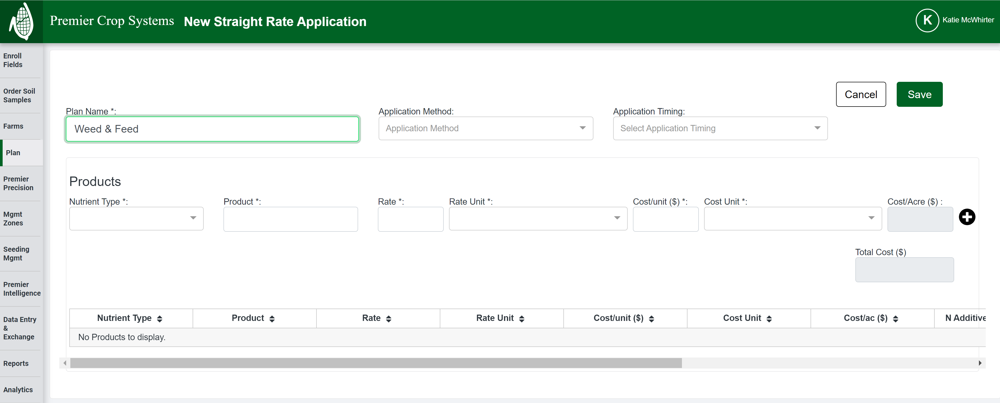 Premier Crop Systems New Straight Rate Application
K Katie McWhirter
Enroll
Fields
Order Soil
Samples
Farms
Plan
Premier
Precision
Mgmt
Zones
Seeding
Mgmt
Premier
Intelligence
Data Entry
&
Exchange
Reports
Analytics
Cancel Save
Plan Name *: Application Method: Application Timing:
Weed & Feed Application Method Select Application Timing
Products
Nutrient Type *: Product *: Rate *: Rate Unit *: Cost/unit ($) *: Cost Unit *: Cost/Acre ($) :
Total Cost ($)
Nutrient Type Product Rate Rate Unit Cost/unit ($) Cost Unit Cost/ac ($) N Additive
No Products to display.